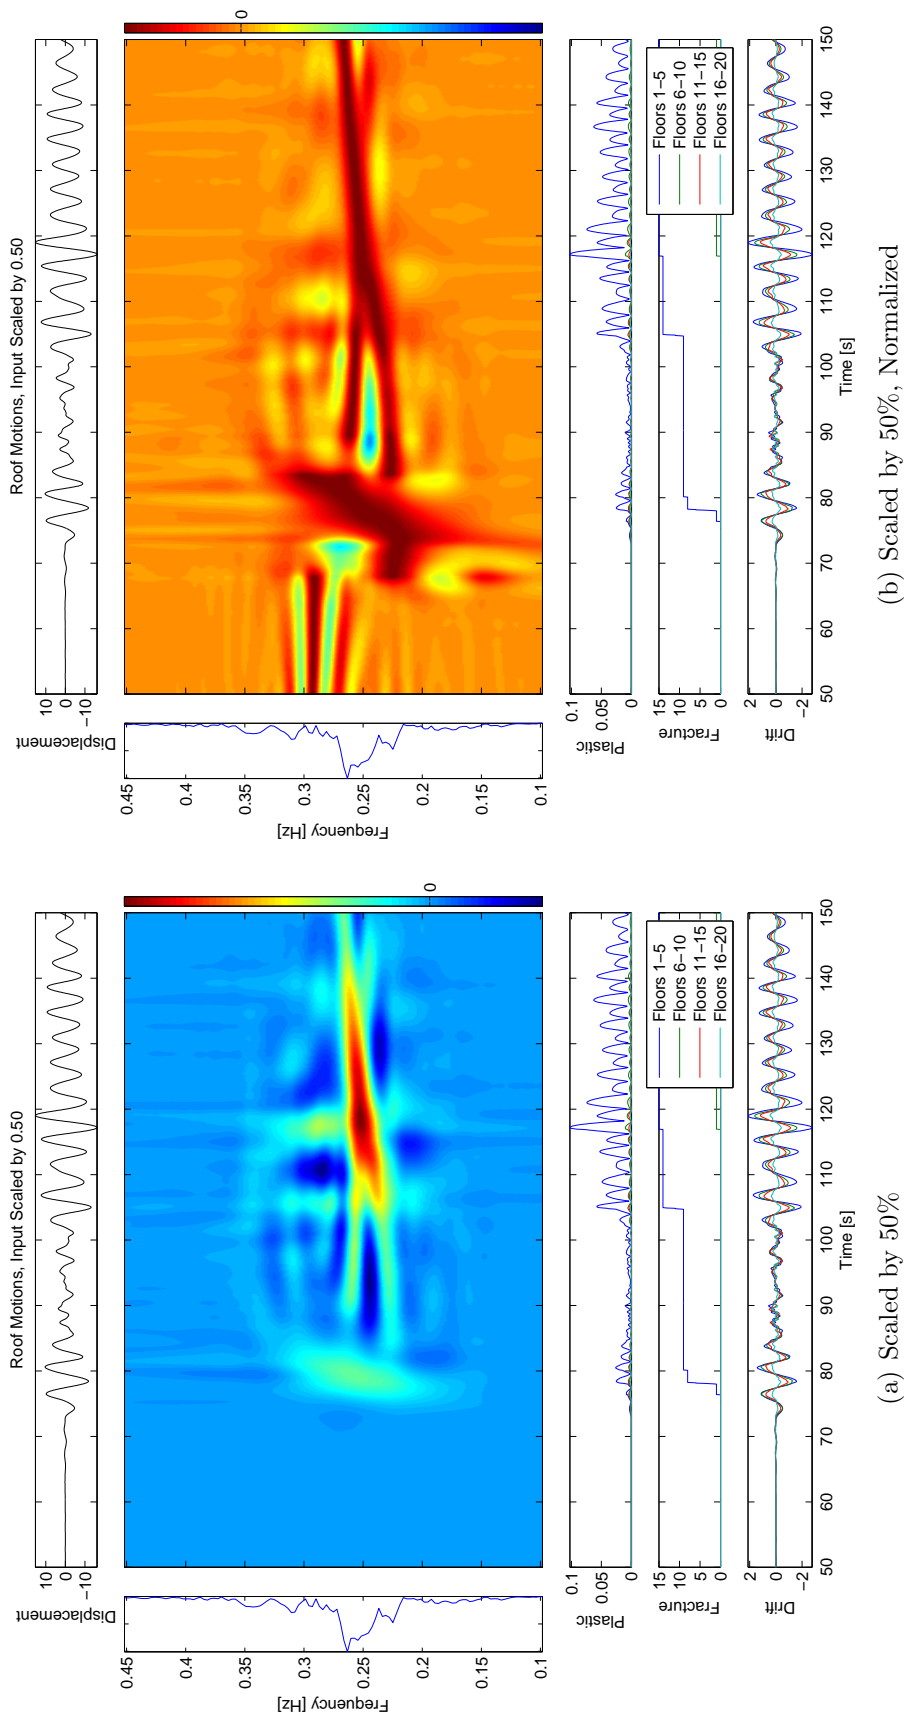 Roof Motions, Input Scaled by 0.50
10
0
−10
Displacement
0.45
0.4
0.35
0.3
0.25
0.2
0.15
0.1
Frequency [Hz]
0
0.1
0.05
0
Plastic
15
10
5
0
Fracture
Floors 1−5
Floors 6−10
Floors 11−15
Floors 16−20
2
0
−2
Drift
50 60 70 80 90 100 110 120 130 140 150
Time [s]
(a) Scaled by 50%
Roof Motions, Input Scaled by 0.50
10
0
−10
Displacement
0.45
0.4
0.35
0.3
0.25
0.2
0.15
0.1
Frequency [Hz]
0
0.1
0.05
0
Plastic
15
10
5
0
Fracture
Floors 1−5
Floors 6−10
Floors 11−15
Floors 16−20
2
0
−2
Drift
50 60 70 80 90 100 110 120 130 140 150
Time [s]
(b) Scaled by 50%, Normalized